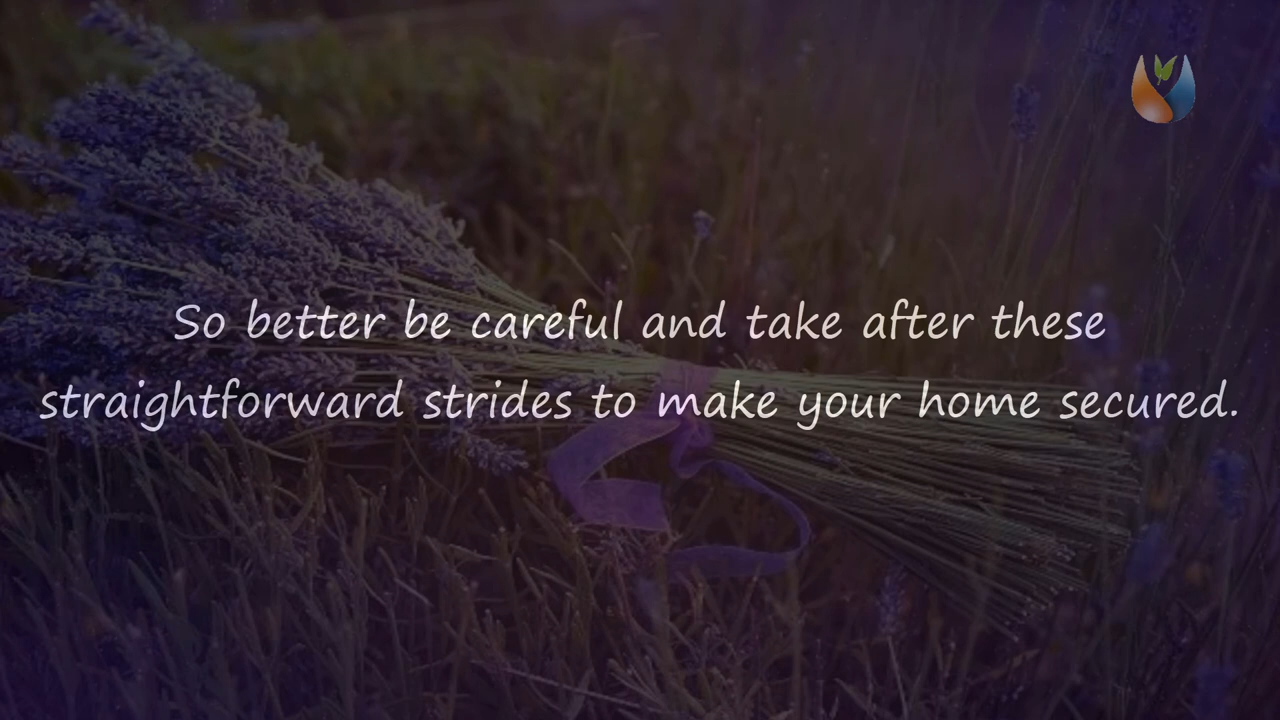 So better be careful and take after these
straightforward strides to make your home secured.